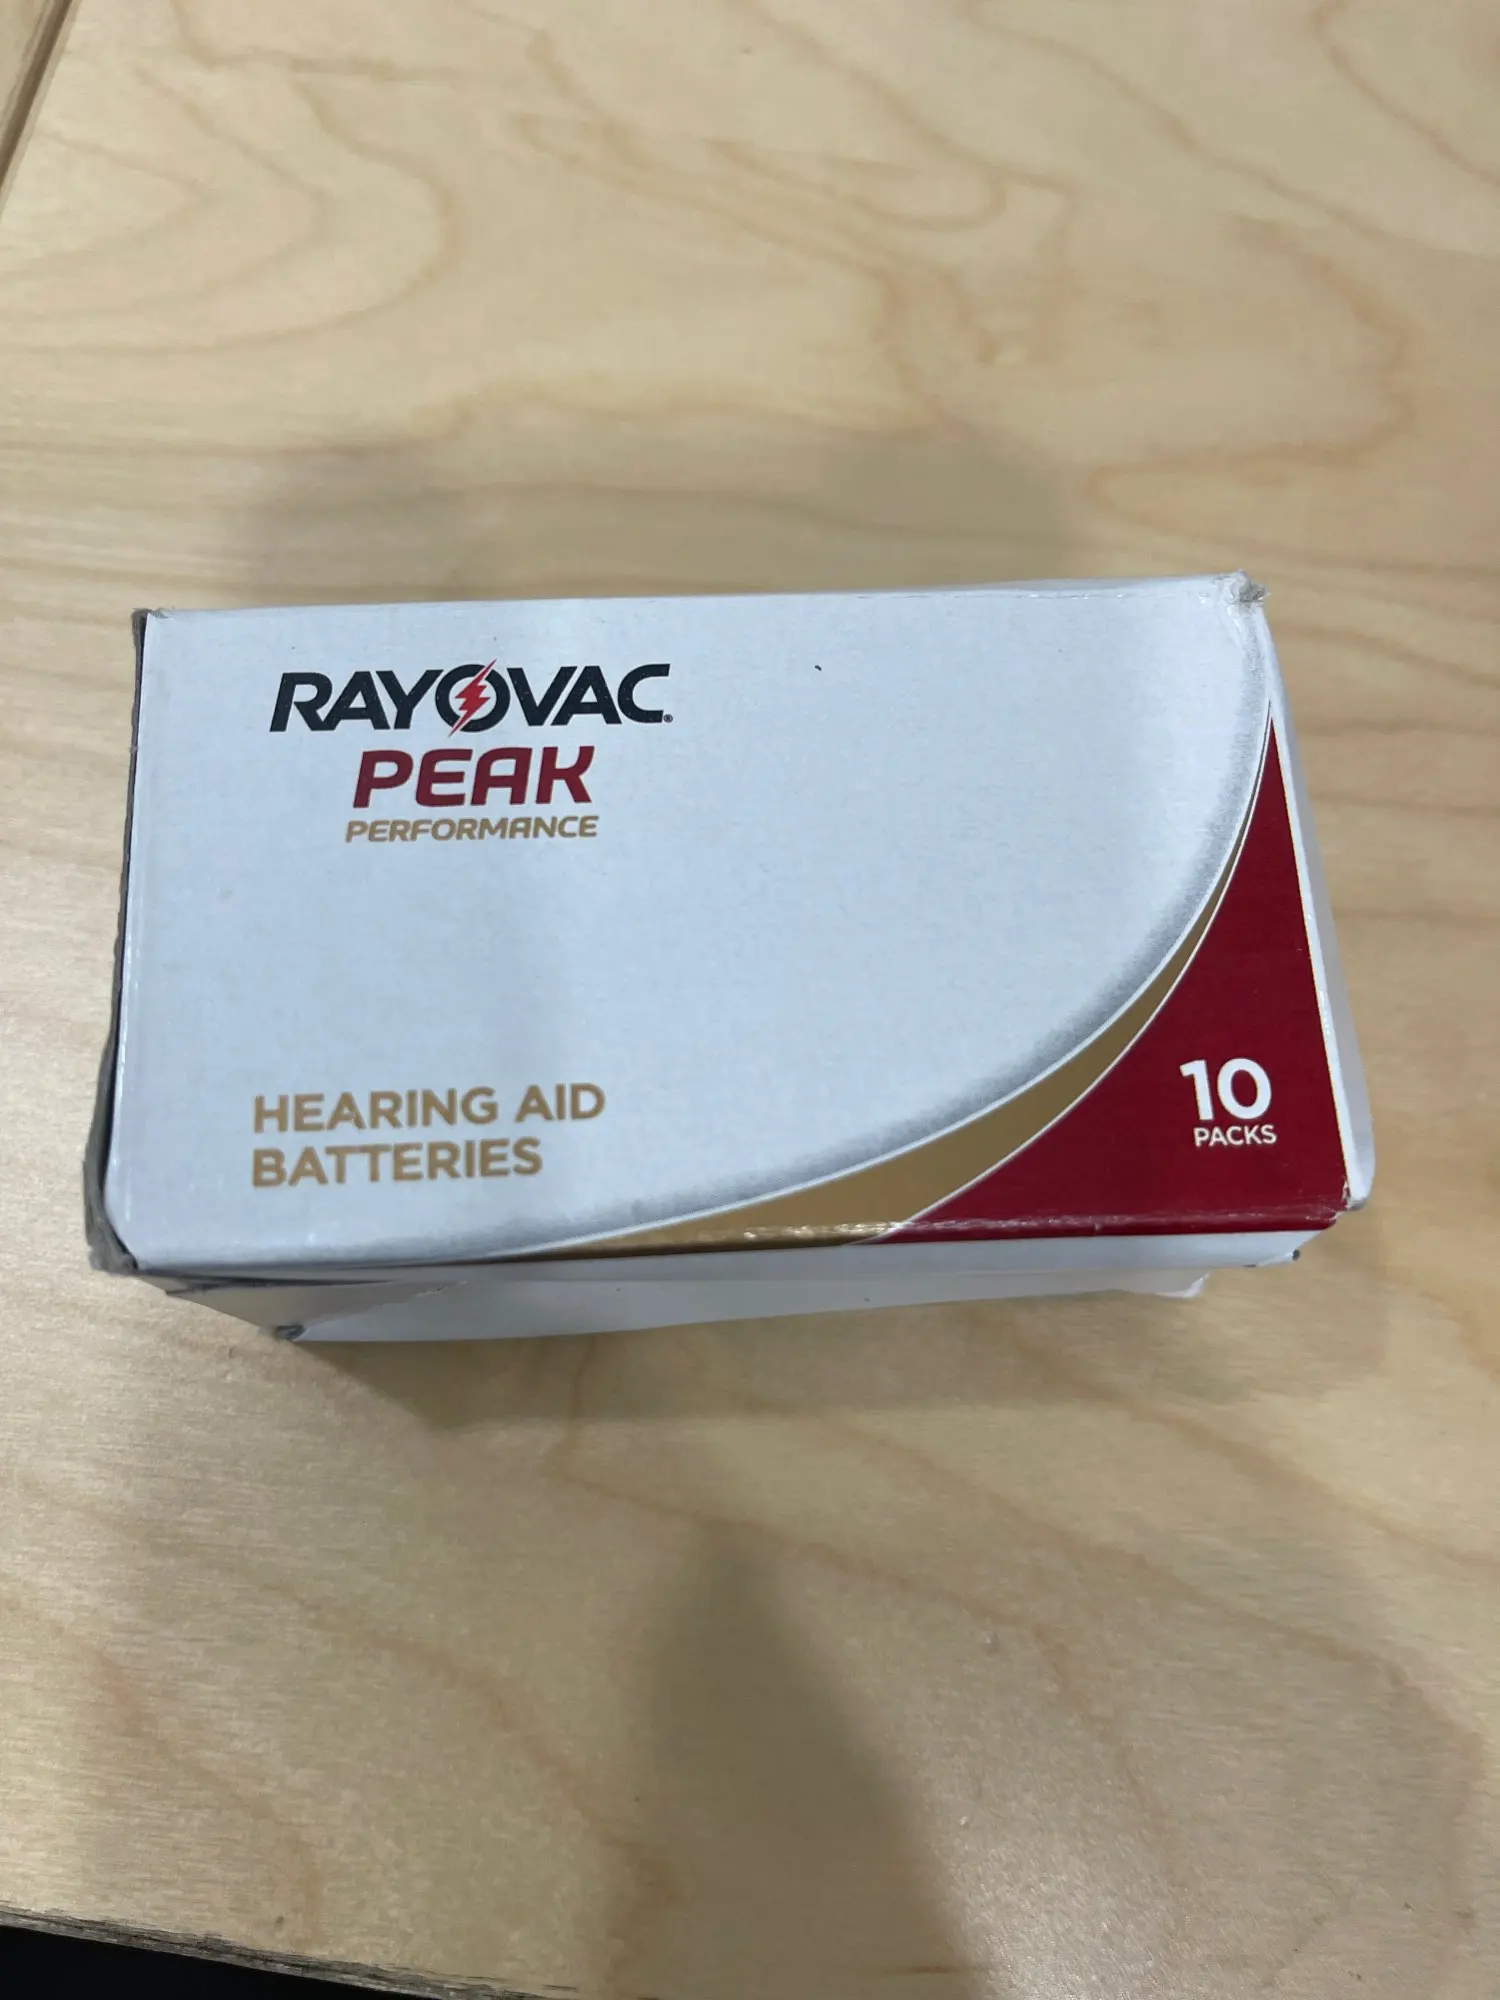 RAYOVAC®
PEAK
PERFORMANCE
HEARING AID
BATTERIES
10
PACKS